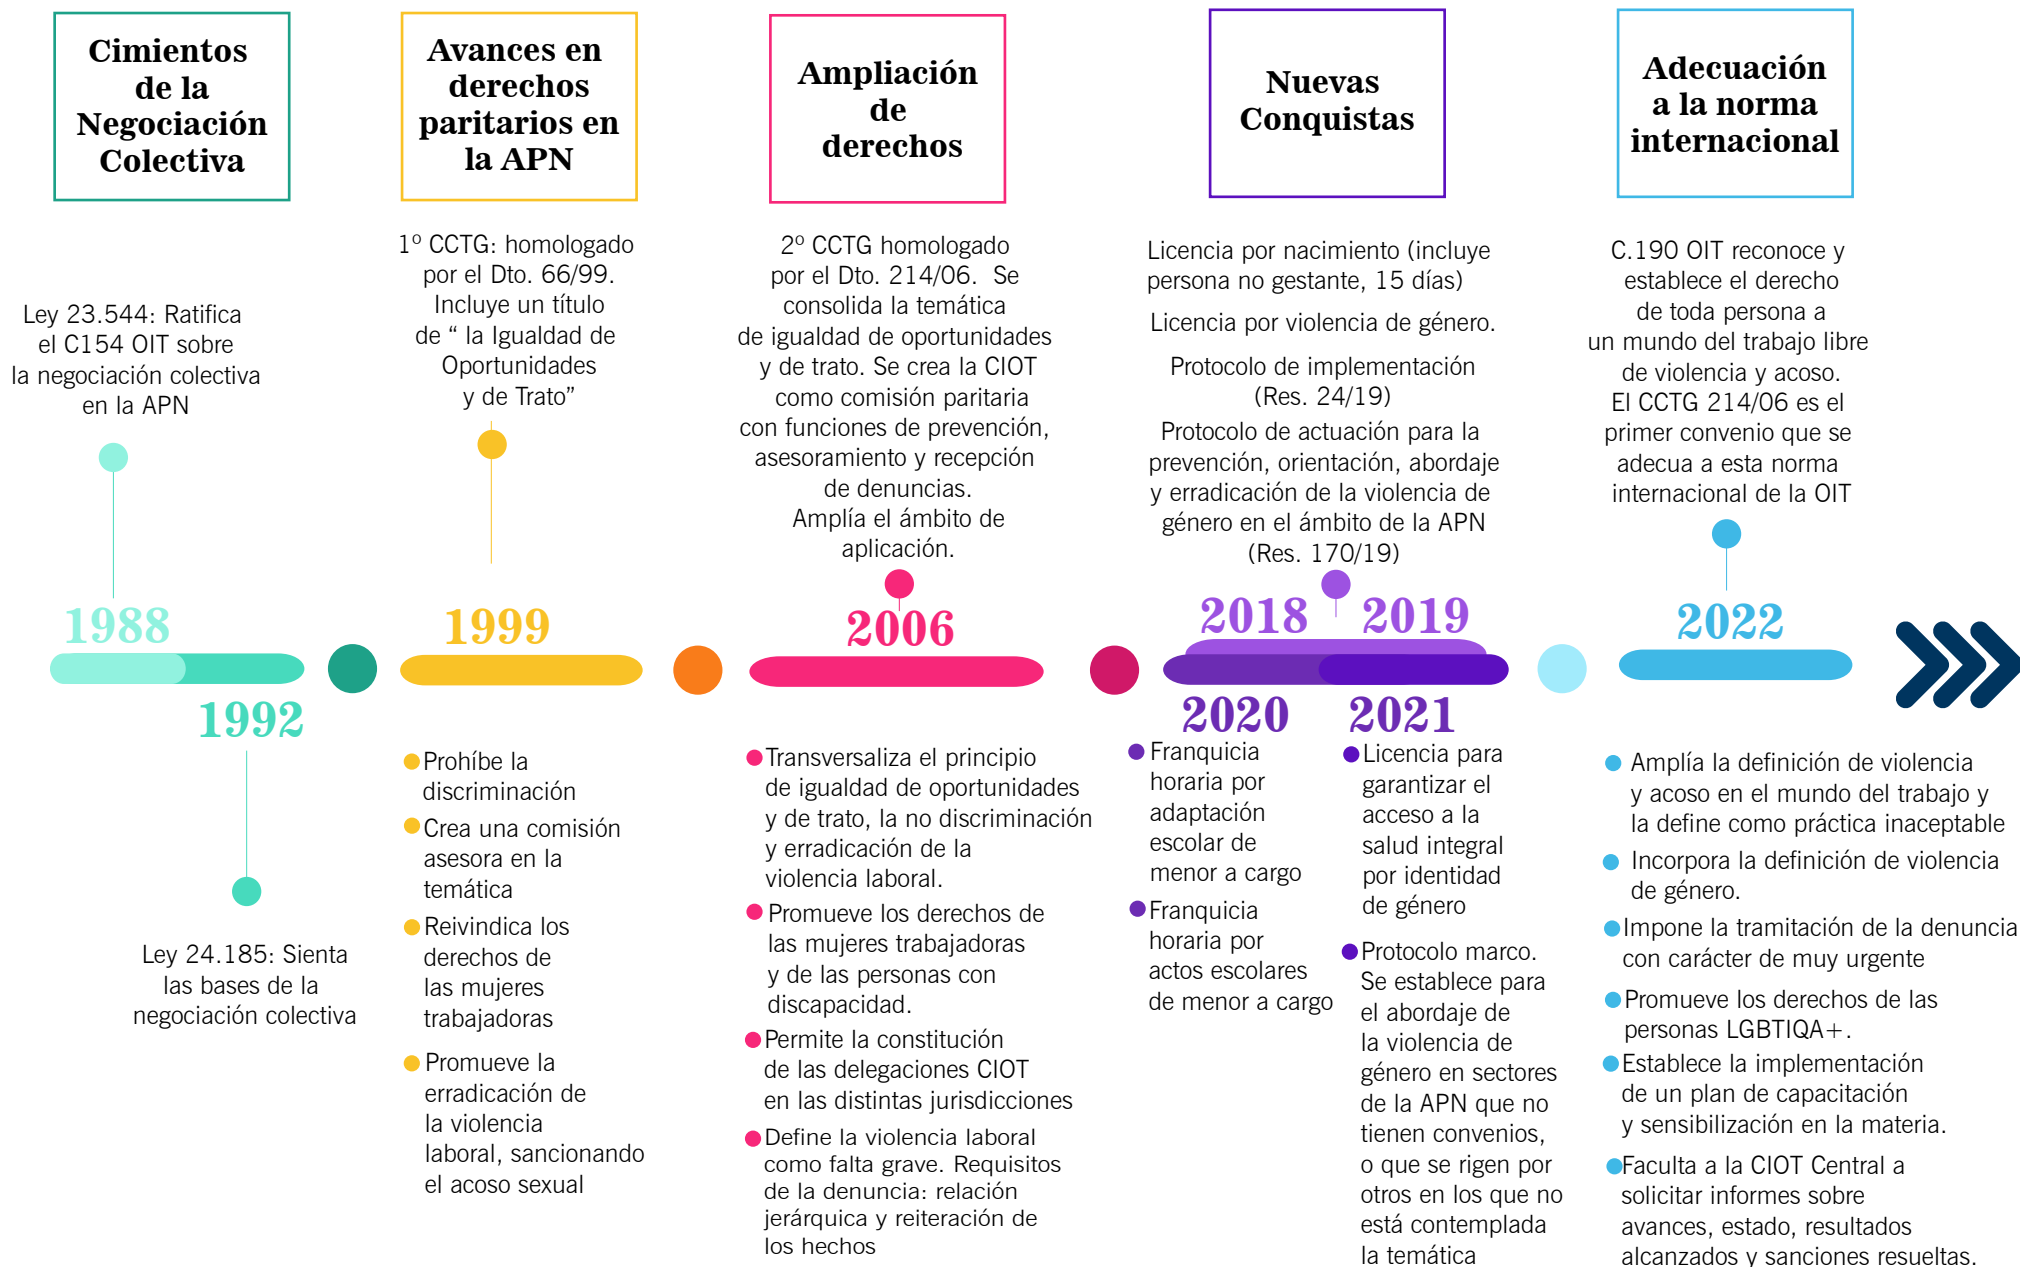 Cimientos
de la
Negociación
Colectiva
Ley 23.544: Ratifica
el C154 OIT sobre
la negociación colectiva
en la APN
1988
1992
Ley 24.185: Sienta
las bases de la
negociación colectiva
Avances en
derechos
paritarios en
la APN
1º CCTG: homologado
por el Dto. 66/99.
Incluye un título
de “ la Igualdad de
Oportunidades
y de Trato”
1999
Prohíbe la
discriminación
Crea una comisión
asesora en la
temática
Reivindica los
derechos de
las mujeres
trabajadoras
Promueve la
erradicación de
la violencia
laboral, sancionando
el acoso sexual
Ampliación
de
derechos
2º CCTG homologado
por el Dto. 214/06. Se
consolida la temática
de igualdad de oportunidades
y de trato. Se crea la CIOT
como comisión paritaria
con funciones de prevención,
asesoramiento y recepción
de denuncias.
Amplía el ámbito de
aplicación.
2006
Transversaliza el principio
de igualdad de oportunidades
y de trato, la no discriminación
y erradicación de la
violencia laboral.
Promueve los derechos de
las mujeres trabajadoras
y de las personas con
discapacidad.
Permite la constitución
de las delegaciones CIOT
en las distintas jurisdicciones
Define la violencia laboral
como falta grave. Requisitos
de la denuncia: relación
jerárquica y reiteración de
los hechos
Nuevas
Conquistas
Licencia por nacimiento (incluye
persona no gestante, 15 días)
Licencia por violencia de género.
Protocolo de implementación
(Res. 24/19)
Protocolo de actuación para la
prevención, orientación, abordaje
y erradicación de la violencia de
género en el ámbito de la APN
(Res. 170/19)
2018 2019
2020 2021
Franquicia
horaria por
adaptación
escolar de
menor a cargo
Franquicia
horaria por
actos escolares
de menor a cargo
Licencia para
garantizar el
acceso a la
salud integral
por identidad
de género
Protocolo marco.
Se establece para
el abordaje de
la violencia de
género en sectores
de la APN que no
tienen convenios,
o que se rigen por
otros en los que no
está contemplada
la temática
Adecuación
a la norma
internacional
C.190 OIT reconoce y
establece el derecho
de toda persona a
un mundo del trabajo libre
de violencia y acoso.
El CCTG 214/06 es el
primer convenio que se
adecua a esta norma
internacional de la OIT
2022
Amplía la definición de violencia
y acoso en el mundo del trabajo y
la define como práctica inaceptable
Incorpora la definición de violencia
de género.
Impone la tramitación de la denuncia
con carácter de muy urgente
Promueve los derechos de las
personas LGBTIQA+.
Establece la implementación
de un plan de capacitación
y sensibilización en la materia.
Faculta a la CIOT Central a
solicitar informes sobre
avances, estado, resultados
alcanzados y sanciones resueltas.